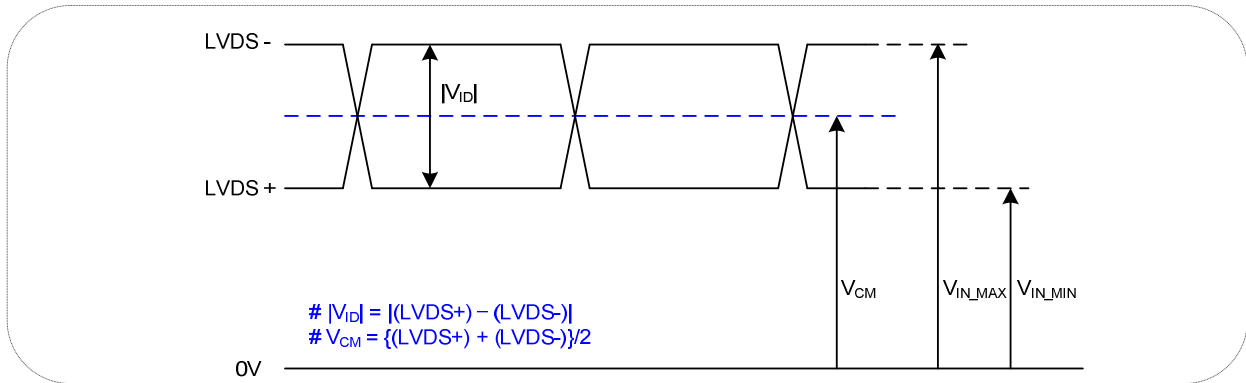 LVDS -
|VID|
LVDS +
VCM
VIN_MAX
VIN_MIN
# |VID| = |(LVDS+) – (LVDS-)|
# VCM = {(LVDS+) + (LVDS-)}/2
0V